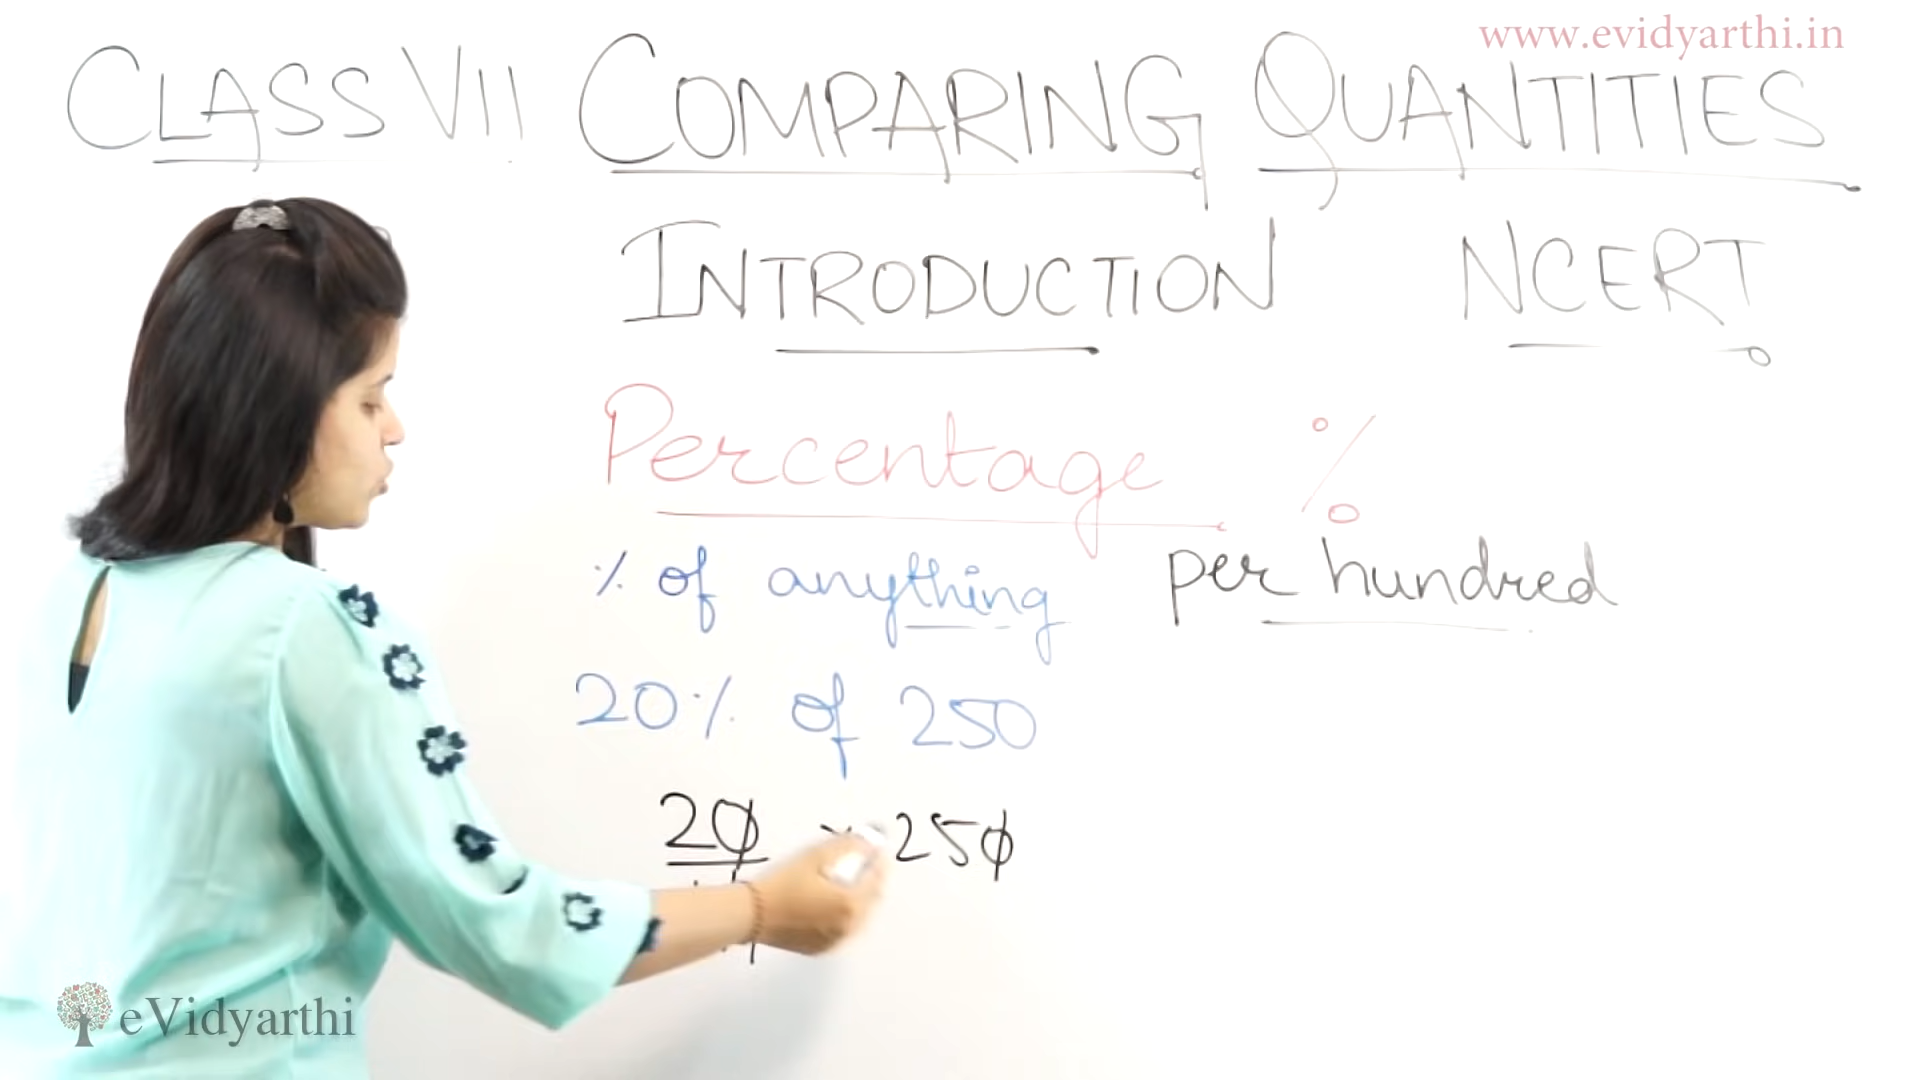 www.evidyarthi.in
CLASS VII COMPARING QUANTITIES
INTRODUCTION NCERT
Percentage %
% of anything per hundred
20% of 250
20 × 250
eVidyarthi